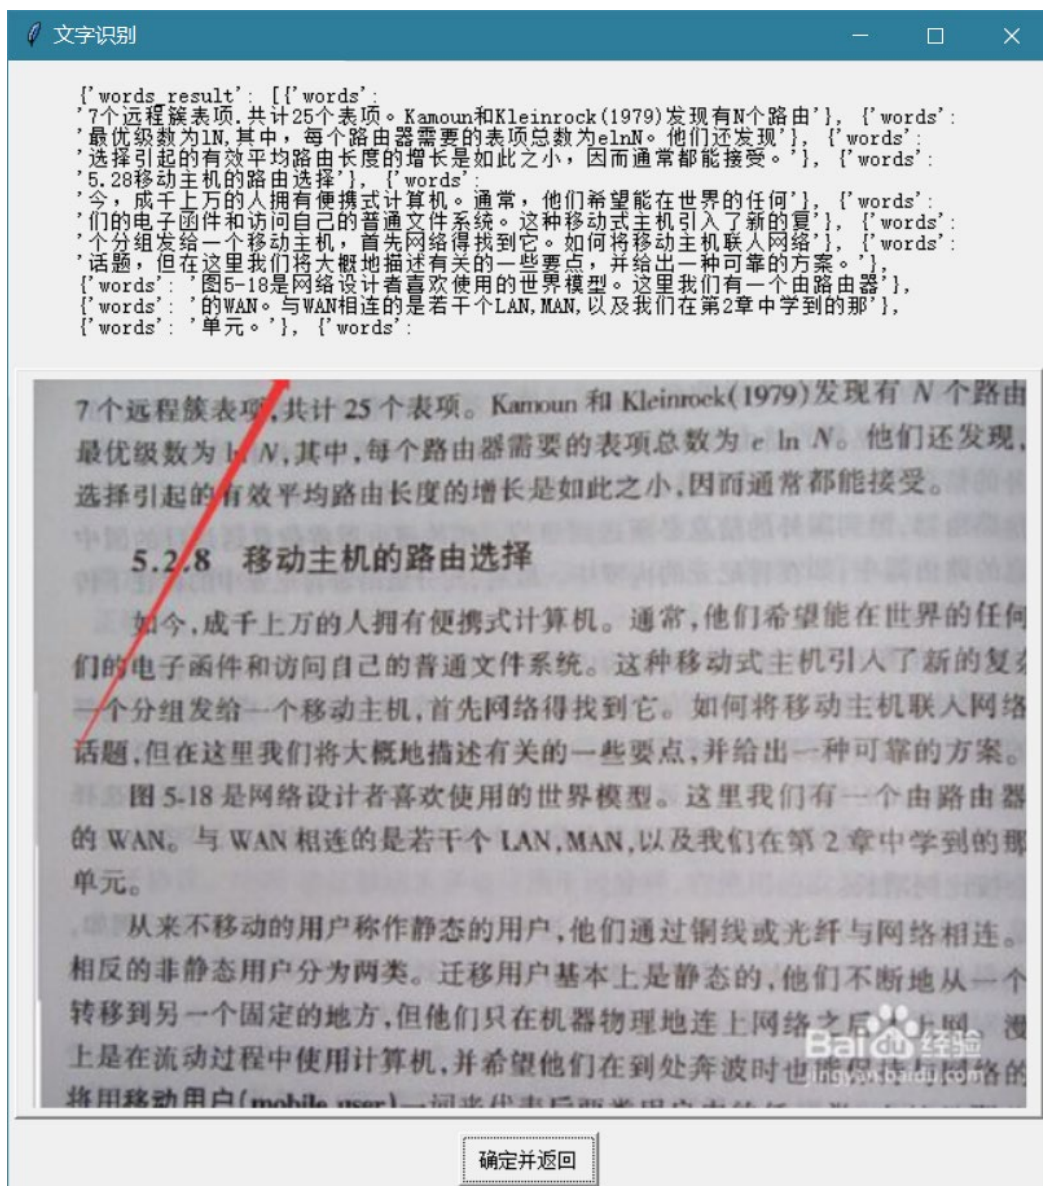 文字识别
{'words_result': [{'words':
'7个远程簇表项.共计25个表项。Kamoun和Kleinrock(1979)发现有N个路由'}, {'words':
'最优级数为lN,其中，每个路由器需要的表项总数为elnN。他们还发现'}, {'words':
'选择引起的有效平均路由长度的增长是如此之小，因而通常都能接受。'}, {'words':
'5.28移动主机的路由选择'}, {'words':
'今，成千上万的人拥有便携式计算机。通常，他们希望能在世界的任何'}, {'words':
'们的电子函件和访问自己的普通文件系统。这种移动式主机引入了新的复'}, {'words':
'个分组发给一个移动主机，首先网络得找到它。如何将移动主机联人网络'}, {'words':
'话题，但在这里我们将大概地描述有关的一些要点，并给出一种可靠的方案。'},
{'words': '图5-18是网络设计者喜欢使用的世界模型。这里我们有一个由路由器'},
{'words': '的WAN。与WAN相连的是若干个LAN,MAN,以及我们在第2章中学到的那'},
{'words': '单元。'}, {'words':
7个远程簇表项,共计25个表项。Kamoun 和 Kleinrock(1979)发现有 N 个路由
最优级数为 ln N,其中,每个路由器需要的表项总数为 e ln N。他们还发现,
选择引起的有效平均路由长度的增长是如此之小,因而通常都能接受。
5.2.8 移动主机的路由选择
如今,成千上万的人拥有便携式计算机。通常,他们希望能在世界的任何
们的电子函件和访问自己的普通文件系统。这种移动式主机引入了新的复杂
一个分组发给一个移动主机,首先网络得找到它。如何将移动主机联人网络
话题,但在这里我们将大概地描述有关的一些要点,并给出一种可靠的方案。
图 5-18 是网络设计者喜欢使用的世界模型。这里我们有一个由路由器
的 WAN。与 WAN 相连的是若干个 LAN,MAN,以及我们在第 2 章中学到的那
单元。
从来不移动的用户称作静态的用户,他们通过铜线或光纤与网络相连。
相反的非静态用户分为两类。迁移用户基本上是静态的,他们不断地从一个
转移到另一个固定的地方,但他们只在机器物理地连上网络之后才上网。漫
上是在流动过程中使用计算机,并希望他们在到处奔波时也能保持与网络的
将用移动用户(mobile user)一词来代表后两类用户
Baidu 经验
jingyan.baidu.com
确定并返回